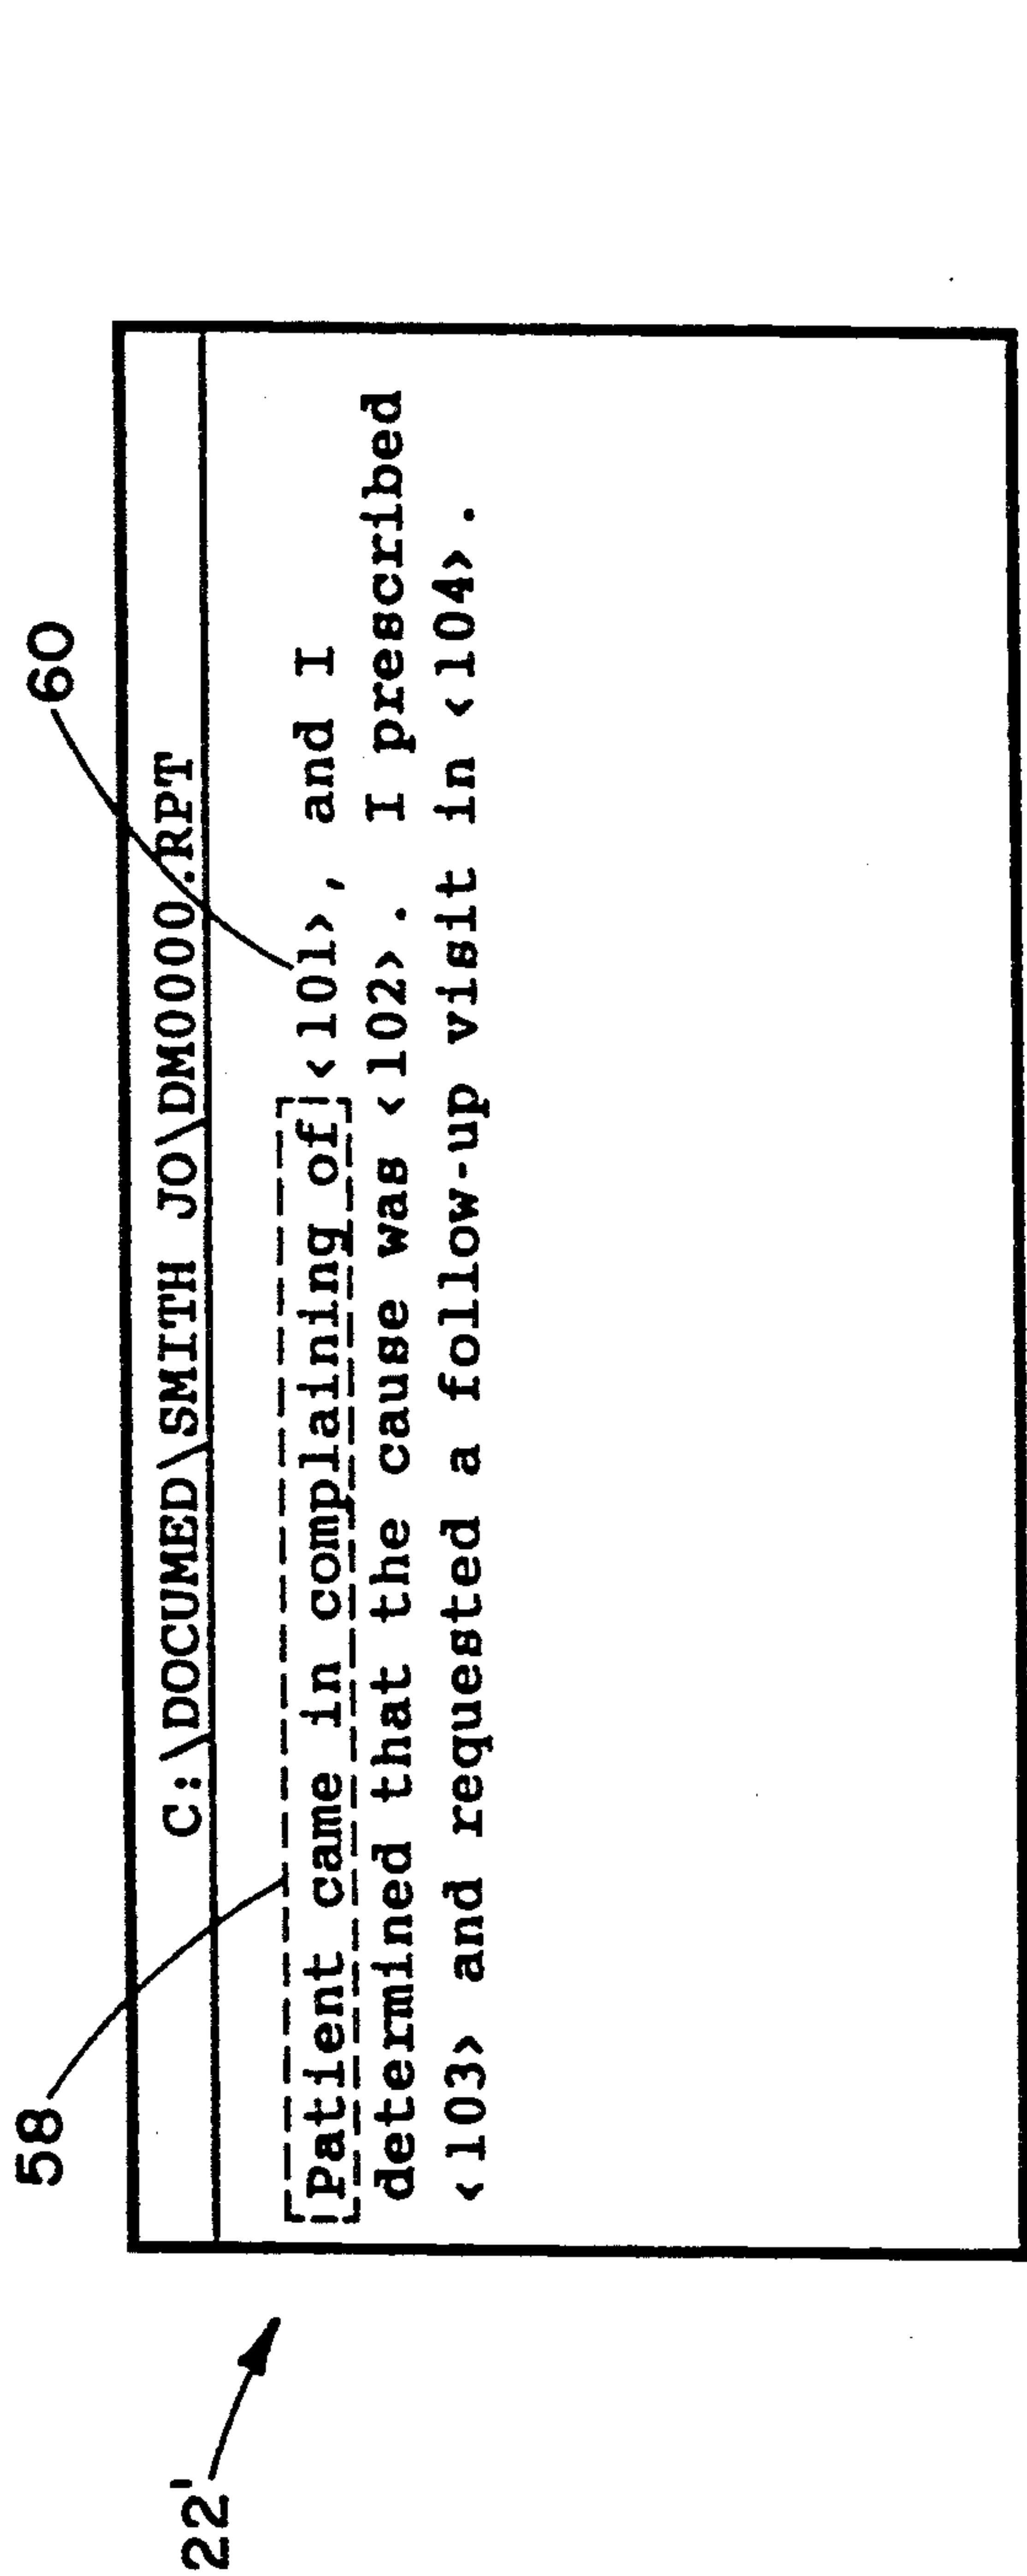 60
58
22'
C:\DOCUMED\SMITH JO\DM0000.RPT
Patient came in complaining of <101>, and I
determined that the cause was <102>. I prescribed
<103> and requested a follow-up visit in <104>.